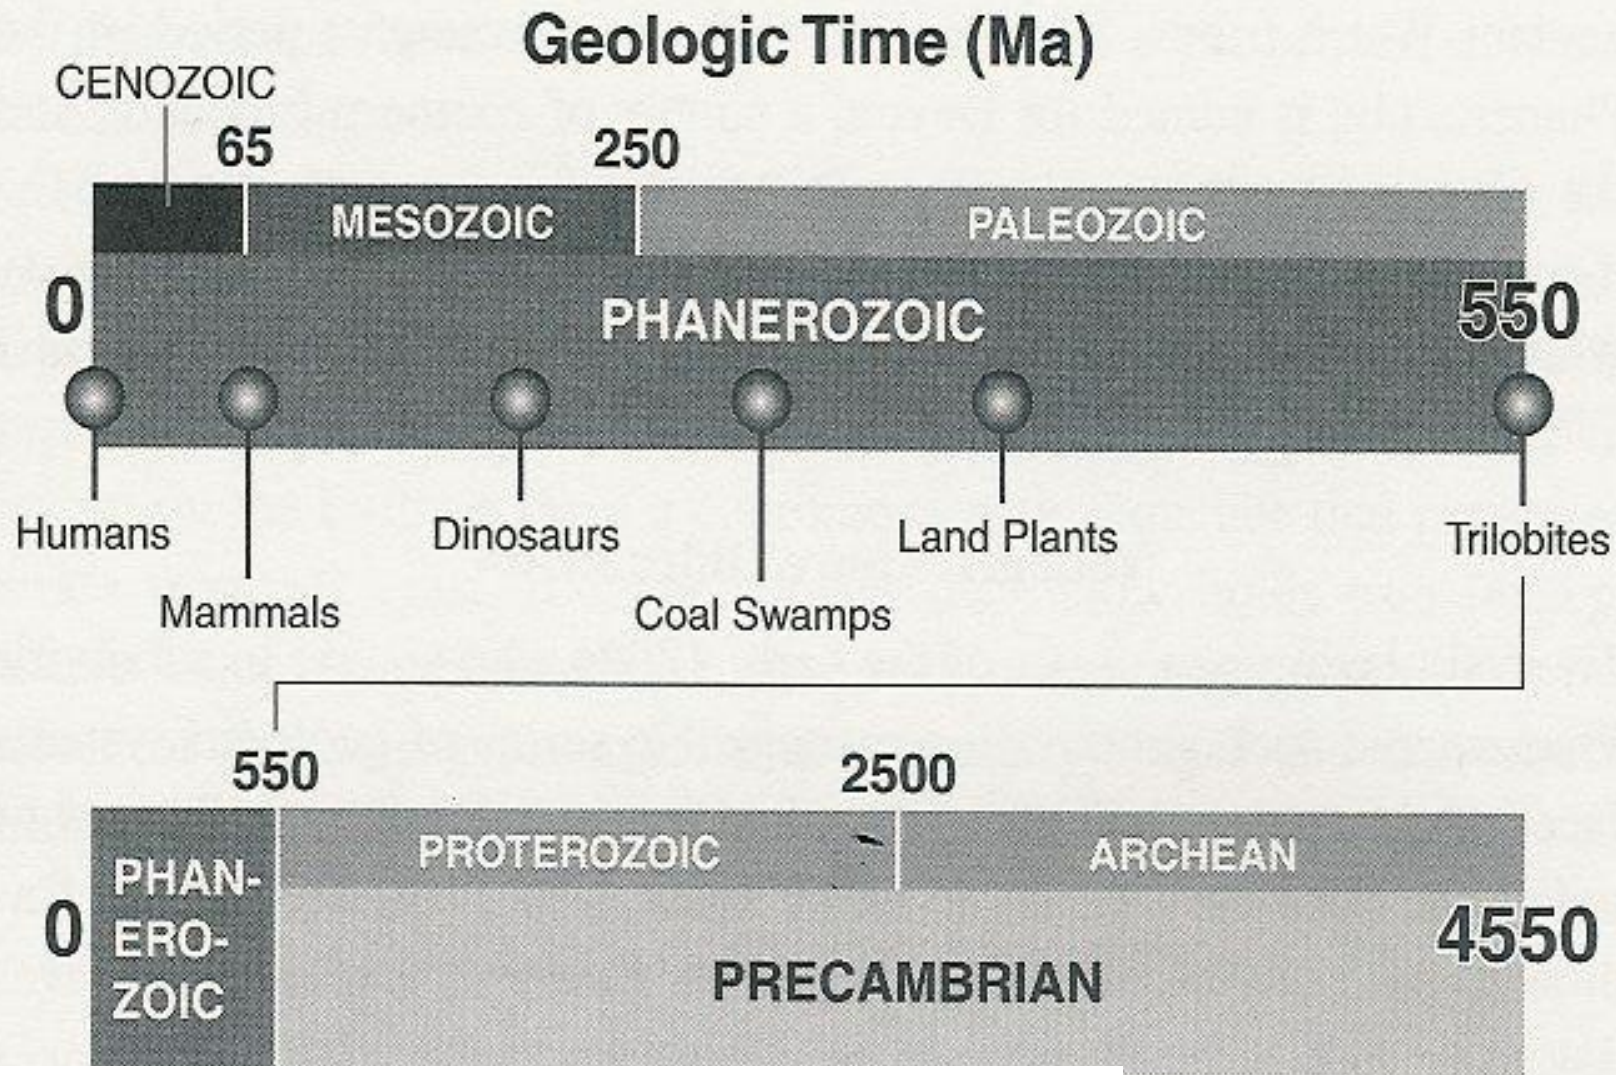 Geologic Time (Ma)
CENOZOIC
65
250
MESOZOIC
PALEOZOIC
0
PHANEROZOIC
550
Humans
Dinosaurs
Land Plants
Trilobites
Mammals
Coal Swamps
550
2500
PROTEROZOIC
ARCHEAN
PHAN-
0
ERO-
4550
PRECAMBRIAN
ZOIC